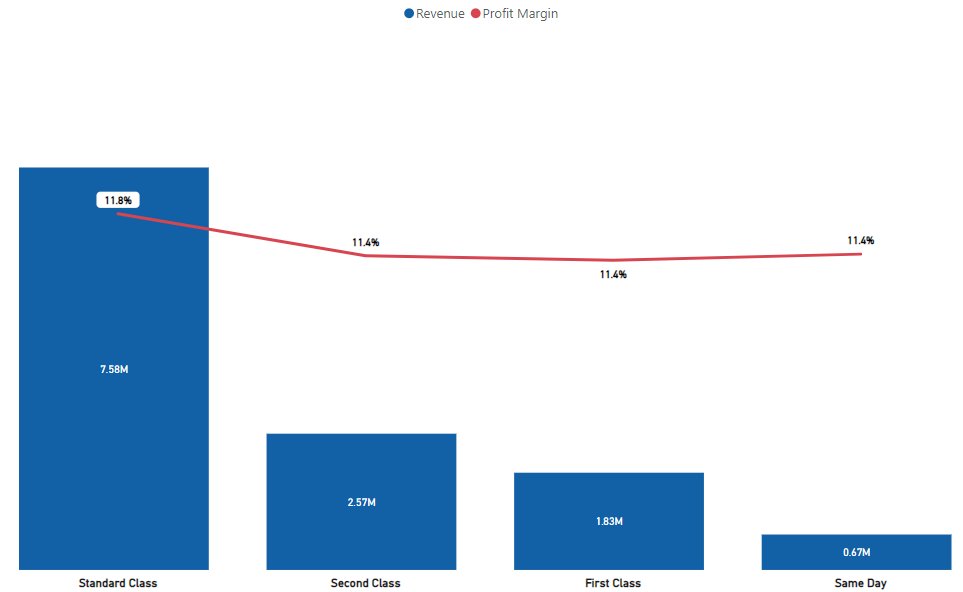 Revenue Profit Margin
11.8%
11.4%
11.4%
11.4%
7.58M
2.57M
1.83M
0.67M
Standard Class
Second Class
First Class
Same Day